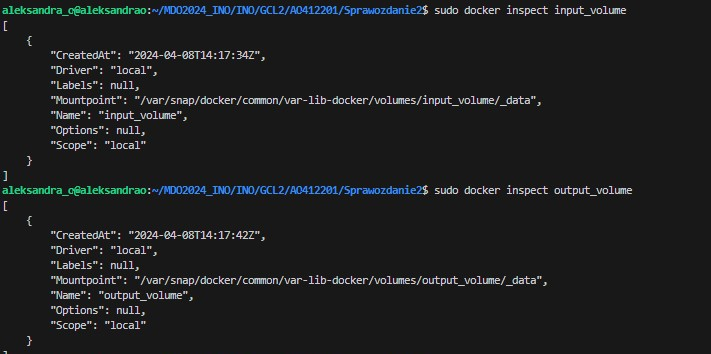 aleksandra_o@aleksandrao:~/MDO2024_INO/INO/GCL2/AO412201/Sprawozdanie2$ sudo docker inspect input_volume
[
    {
        "CreatedAt": "2024-04-08T14:17:34Z",
        "Driver": "local",
        "Labels": null,
        "Mountpoint": "/var/snap/docker/common/var-lib-docker/volumes/input_volume/_data",
        "Name": "input_volume",
        "Options": null,
        "Scope": "local"
    }
]
aleksandra_o@aleksandrao:~/MDO2024_INO/INO/GCL2/AO412201/Sprawozdanie2$ sudo docker inspect output_volume
[
    {
        "CreatedAt": "2024-04-08T14:17:42Z",
        "Driver": "local",
        "Labels": null,
        "Mountpoint": "/var/snap/docker/common/var-lib-docker/volumes/output_volume/_data",
        "Name": "output_volume",
        "Options": null,
        "Scope": "local"
    }
]